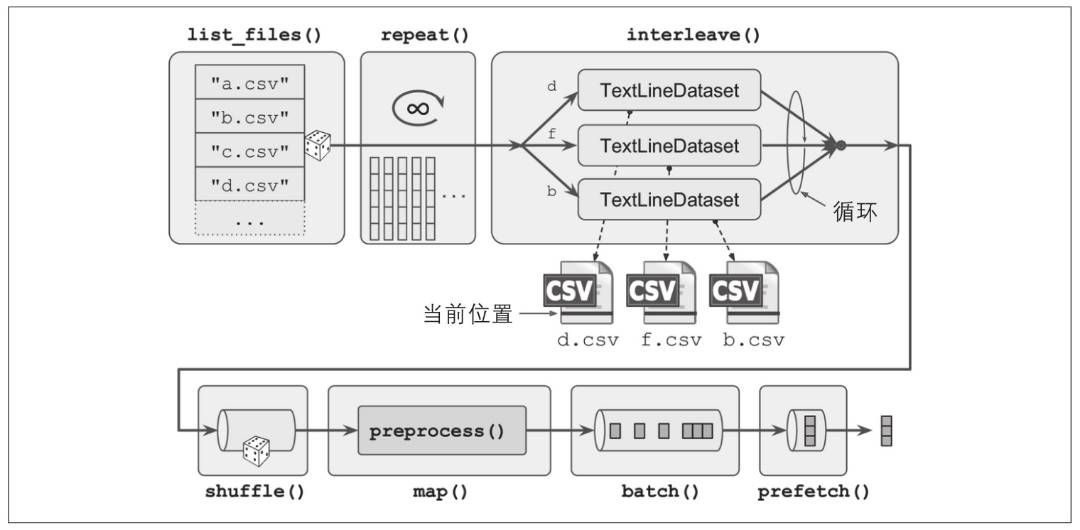 list_files()
repeat()
interleave()
"a.csv"
"b.csv"
"c.csv"
"d.csv"
...
∞
...
d
TextLineDataset
f
TextLineDataset
b
TextLineDataset
循环
CSV
CSV
CSV
当前位置
d.csv
f.csv
b.csv
preprocess()
shuffle()
map()
batch()
prefetch()